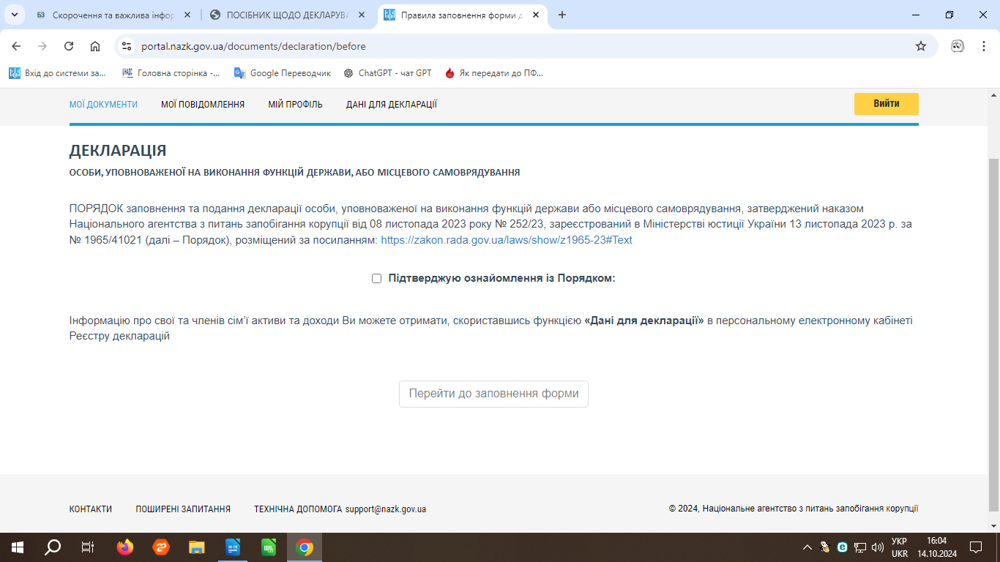 Скорочення та важлива інфор
ПОСІБНИК ЩОДО ДЕКЛАРУВА
Правила заповнення форми д
portal.nazk.gov.ua/documents/declaration/before
Вхід до системи за...
Головна сторінка -...
Google Переводчик
ChatGPT - чат GPT
Як передати до ПФ...
МОЇ ДОКУМЕНТИ
МОЇ ПОВІДОМЛЕННЯ
МІЙ ПРОФІЛЬ
ДАНІ ДЛЯ ДЕКЛАРАЦІЇ
Вийти
ДЕКЛАРАЦІЯ
ОСОБИ, УПОВНОВАЖЕНОЇ НА ВИКОНАННЯ ФУНКЦІЙ ДЕРЖАВИ, АБО МІСЦЕВОГО САМОВРЯДУВАННЯ
ПОРЯДОК заповнення та подання декларації особи, уповноваженої на виконання функцій держави або місцевого самоврядування, затверджений наказом
Національного агентства з питань запобігання корупції від 08 листопада 2023 року № 252/23, зареєстрований в Міністерстві юстиції України 13 листопада 2023 р. за
№ 1965/41021 (далі – Порядок), розміщений за посиланням: https://zakon.rada.gov.ua/laws/show/z1965-23#Text
Підтверджую ознайомлення із Порядком:
Інформацію про свої та членів сім’ї активи та доходи Ви можете отримати, скориставшись функцією «Дані для декларації» в персональному електронному кабінеті
Реєстру декларацій
Перейти до заповнення форми
КОНТАКТИ
ПОШИРЕНІ ЗАПИТАННЯ
ТЕХНІЧНА ДОПОМОГА support@nazk.gov.ua
© 2024, Національне агентство з питань запобігання корупції
УКР
UKR
16:04
14.10.2024